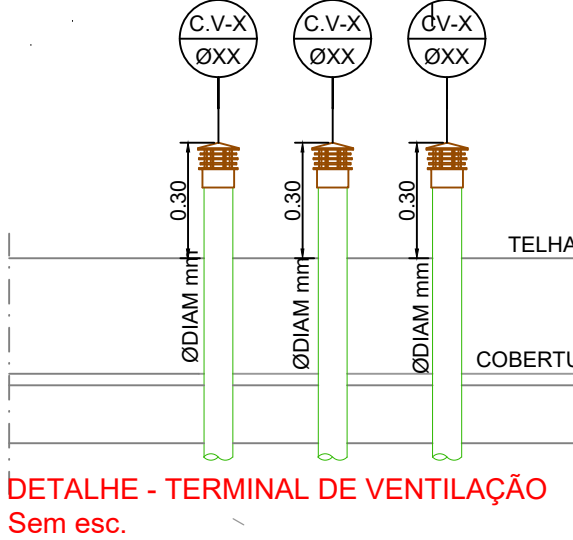 C.V-X
ØXX
C.V-X
ØXX
CV-X
ØXX
0.30
0.30
0.30
TELHA
ØDIAM mm
ØDIAM mm
ØDIAM mm
COBERTU
DETALHE - TERMINAL DE VENTILAÇÃO
Sem esc.